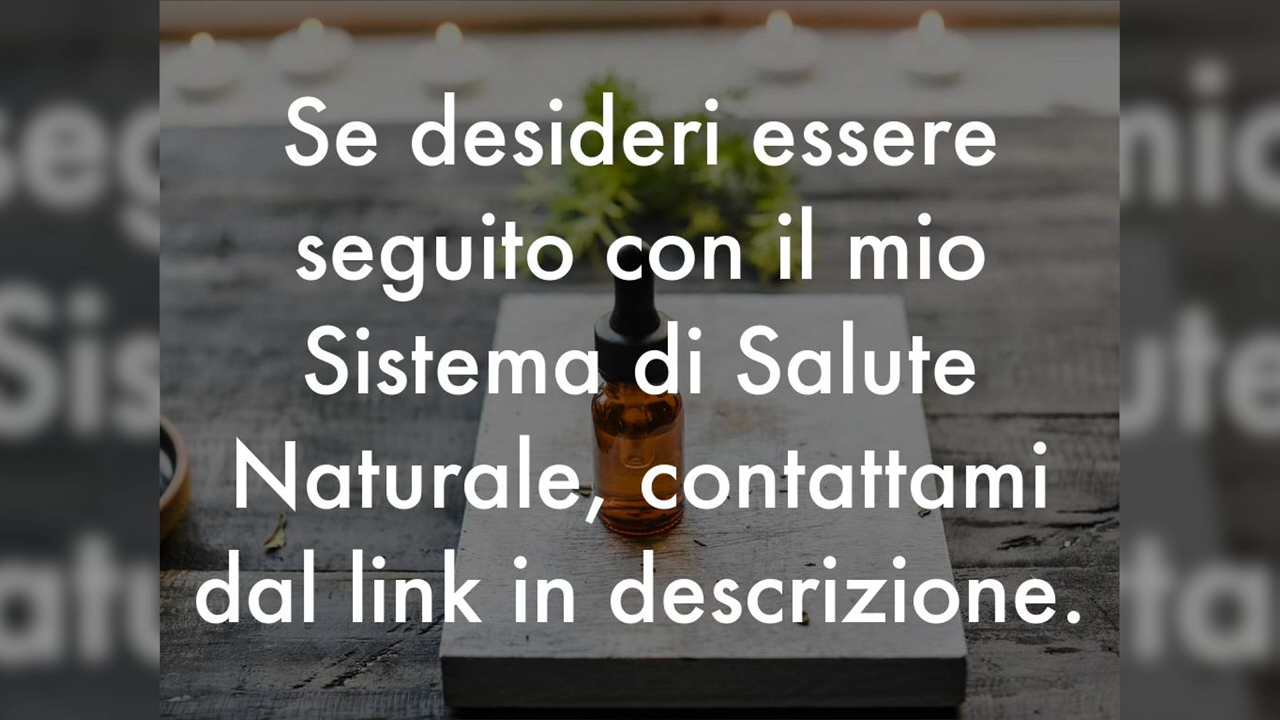 Se desideri essere
seguito con il mio
Sistema di Salute
Naturale, contattami
dal link in descrizione.